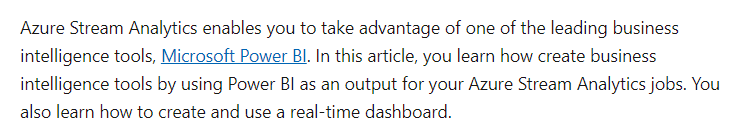 Azure Stream Analytics enables you to take advantage of one of the leading business
intelligence tools, Microsoft Power BI. In this article, you learn how create business
intelligence tools by using Power BI as an output for your Azure Stream Analytics jobs. You
also learn how to create and use a real-time dashboard.